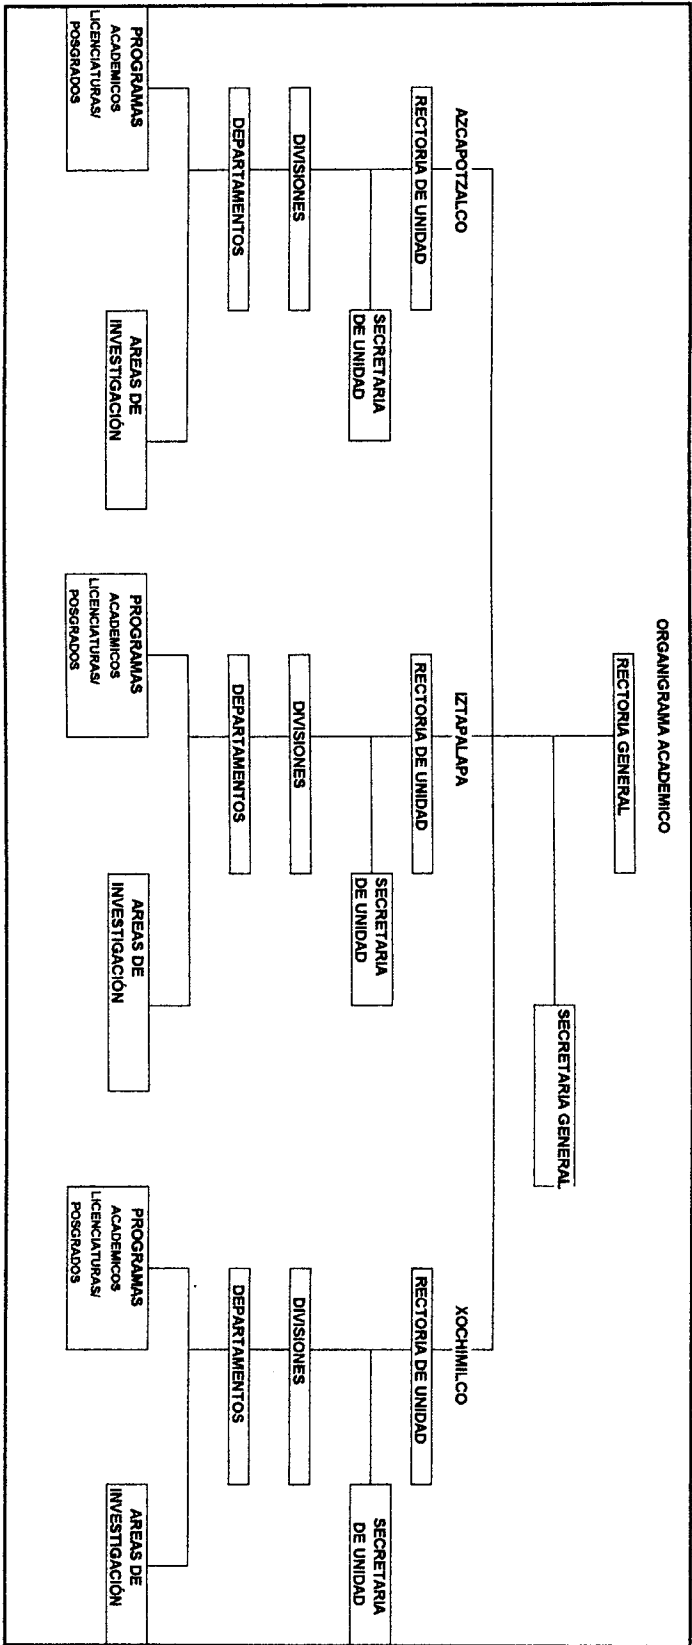 ORGANIGRAMA ACADEMICO
RECTORIA GENERAL
SECRETARIA GENERAL
AZCAPOTZALCO
IZTAPALAPA
XOCHIMILCO
RECTORIA DE UNIDAD
RECTORIA DE UNIDAD
RECTORIA DE UNIDAD
SECRETARIA
DE UNIDAD
SECRETARIA
DE UNIDAD
SECRETARIA
DE UNIDAD
DIVISIONES
DIVISIONES
DIVISIONES
DEPARTAMENTOS
DEPARTAMENTOS
DEPARTAMENTOS
PROGRAMAS
ACADEMICOS
LICENCIATURAS/
POSGRADOS
AREAS DE
INVESTIGACIÓN
PROGRAMAS
ACADEMICOS
LICENCIATURAS/
POSGRADOS
AREAS DE
INVESTIGACIÓN
PROGRAMAS
ACADEMICOS
LICENCIATURAS/
POSGRADOS
AREAS DE
INVESTIGACIÓN